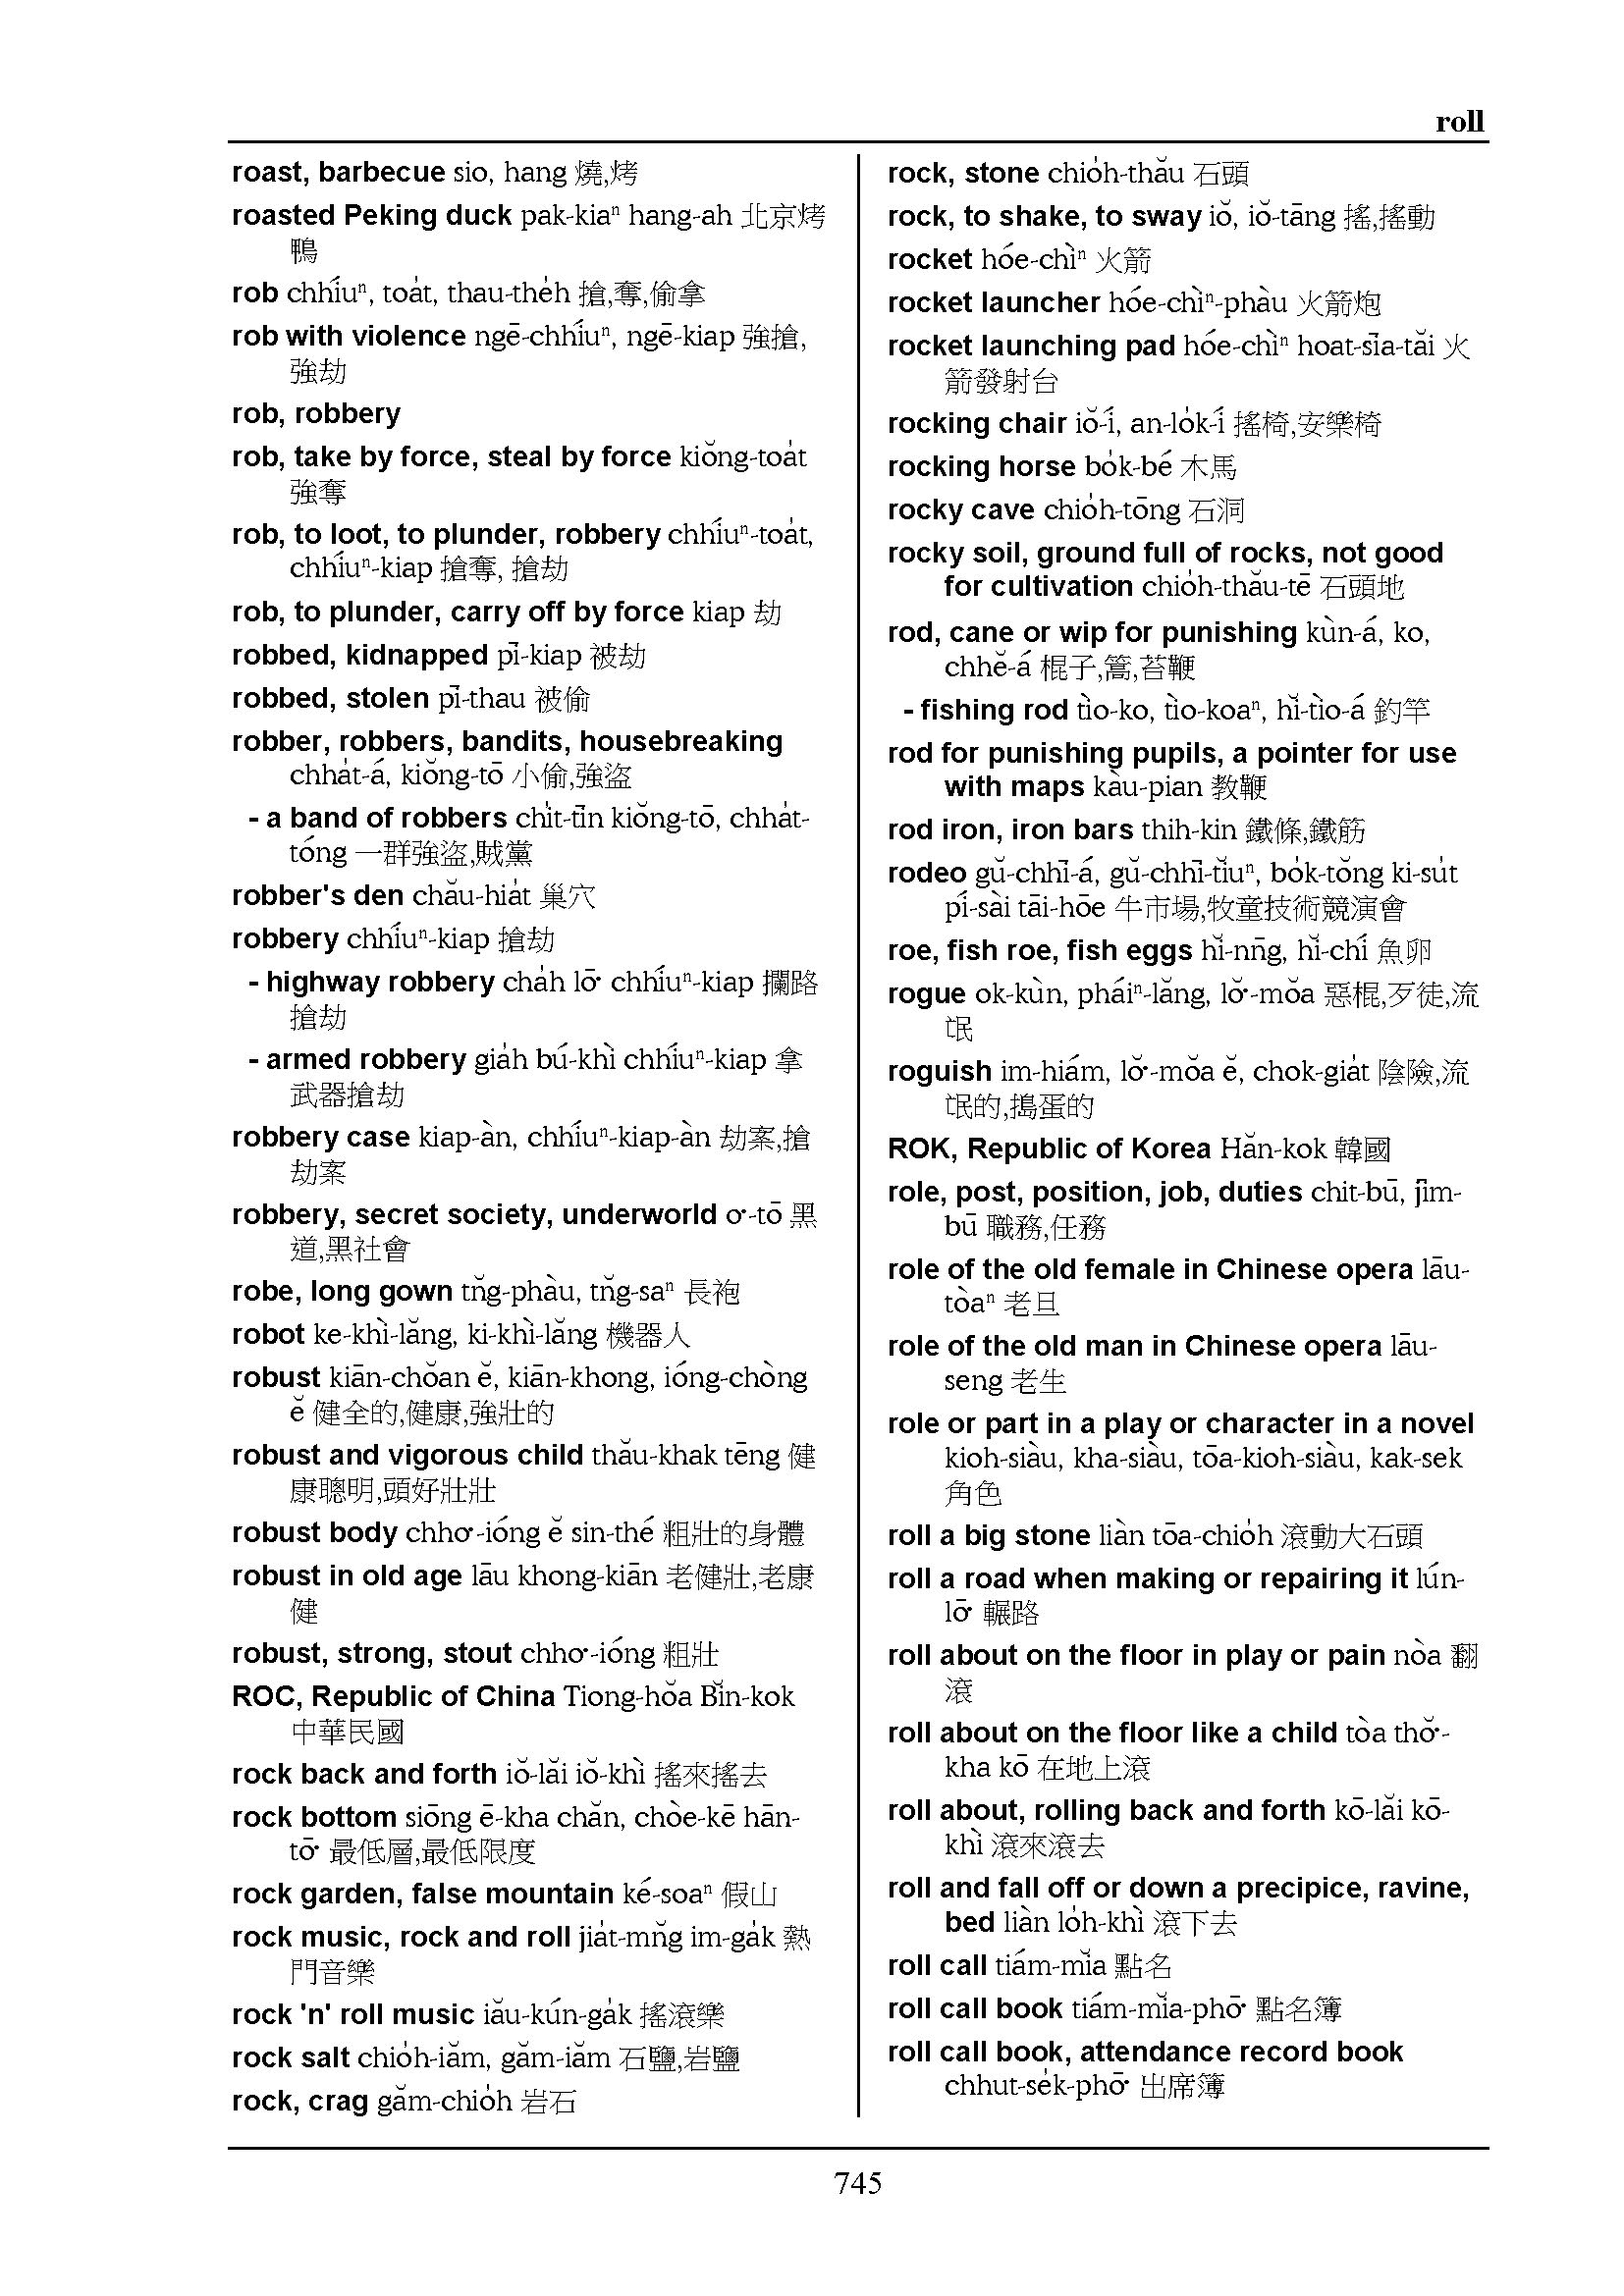 roll
roast, barbecue sio, hang 燒,烤
roasted Peking duck pak-kiaⁿ hang-ah 北京烤
鴨
rob chhíuⁿ, toa̍t, thau-the̍h 搶,奪,偷拿
rob with violence ngē-chhíuⁿ, ngē-kiap 強搶,
強劫
rob, robbery
rob, take by force, steal by force kiŏng-toa̍t
強奪
rob, to loot, to plunder, robbery chhíuⁿ-toa̍t,
chhíuⁿ-kiap 搶奪, 搶劫
rob, to plunder, carry off by force kiap 劫
robbed, kidnapped pī-kiap 被劫
robbed, stolen pī-thau 被偷
robber, robbers, bandits, housebreaking
chha̍t-á, kiŏng-tō 小偷,強盜
- a band of robbers chi̍t-tīn kiŏng-tō, chha̍t-
tóng 一群強盜,賊黨
robber's den chău-hia̍t 巢穴
robbery chhíuⁿ-kiap 搶劫
- highway robbery cha̍h lō͘ chhíuⁿ-kiap 攔路
搶劫
- armed robbery gia̍h bú-khì chhíuⁿ-kiap 拿
武器搶劫
robbery case kiap-àn, chhíuⁿ-kiap-àn 劫案,搶
劫案
robbery, secret society, underworld o͘-tō 黑
道,黑社會
robe, long gown tn̆g-phàu, tn̆g-saⁿ 長袍
robot ke-khì-lăng, ki-khì-lăng 機器人
robust kiān-chŏan ĕ, kiān-khong, ióng-chòng
ĕ 健全的,健康,強壯的
robust and vigorous child thău-khak tēng 健
康聰明,頭好壯壯
robust body chho͘-ióng ĕ sin-thé 粗壯的身體
robust in old age lāu khong-kiān 老健壯,老康
健
robust, strong, stout chho͘-ióng 粗壯
ROC, Republic of China Tiong-hŏa Bĭn-kok
中華民國
rock back and forth iŏ-lăi iŏ-khì 搖來搖去
rock bottom siōng ē-kha chăn, chòe-kē hān-
tō͘ 最低層,最低限度
rock garden, false mountain ké-soaⁿ 假山
rock music, rock and roll jia̍t-mn̆g im-ga̍k 熱
門音樂
rock 'n' roll music iău-kún-ga̍k 搖滾樂
rock salt chio̍h-iăm, găm-iăm 石鹽,岩鹽
rock, crag găm-chio̍h 岩石
rock, stone chio̍h-thău 石頭
rock, to shake, to sway iŏ, iŏ-tāng 搖,搖動
rocket hóe-chìⁿ 火箭
rocket launcher hóe-chìⁿ-phàu 火箭炮
rocket launching pad hóe-chìⁿ hoat-sīa-tăi 火
箭發射台
rocking chair iŏ-í, an-lo̍k-í 搖椅,安樂椅
rocking horse bo̍k-bé 木馬
rocky cave chio̍h-tōng 石洞
rocky soil, ground full of rocks, not good
for cultivation chio̍h-thău-tē 石頭地
rod, cane or wip for punishing kùn-á, ko,
chhĕ-á 棍子,篙,苔鞭
- fishing rod tìo-ko, tìo-koaⁿ, hĭ-tìo-á 釣竿
rod for punishing pupils, a pointer for use
with maps kàu-pian 教鞭
rod iron, iron bars thih-kin 鐵條,鐵筋
rodeo gŭ-chhī-á, gŭ-chhī-tĭuⁿ, bo̍k-tŏng ki-su̍t
pí-sài tāi-hōe 牛市場,牧童技術競演會
roe, fish roe, fish eggs hĭ-nn̄g, hĭ-chí 魚卵
rogue ok-kùn, pháiⁿ-lăng, lŏ͘-mŏa 惡棍,歹徒,流
氓
roguish im-hiám, lŏ͘-mŏa ĕ, chok-gia̍t 陰險,流
氓的,搗蛋的
ROK, Republic of Korea Hăn-kok 韓國
role, post, position, job, duties chit-bū, jīm-
bū 職務,任務
role of the old female in Chinese opera lāu-
tòaⁿ 老旦
role of the old man in Chinese opera lāu-
seng 老生
role or part in a play or character in a novel
kioh-siàu, kha-siàu, tōa-kioh-siàu, kak-sek
角色
roll a big stone liàn tōa-chio̍h 滾動大石頭
roll a road when making or repairing it lún-
lō͘ 輾路
roll about on the floor in play or pain nòa 翻
滾
roll about on the floor like a child tòa thŏ͘-
kha kō 在地上滾
roll about, rolling back and forth kō-lăi kō-
khì 滾來滾去
roll and fall off or down a precipice, ravine,
bed liàn lo̍h-khì 滾下去
roll call tiám-mĭa 點名
roll call book tiám-mĭa-phō͘ 點名簿
roll call book, attendance record book
chhut-se̍k-phō͘ 出席簿
745